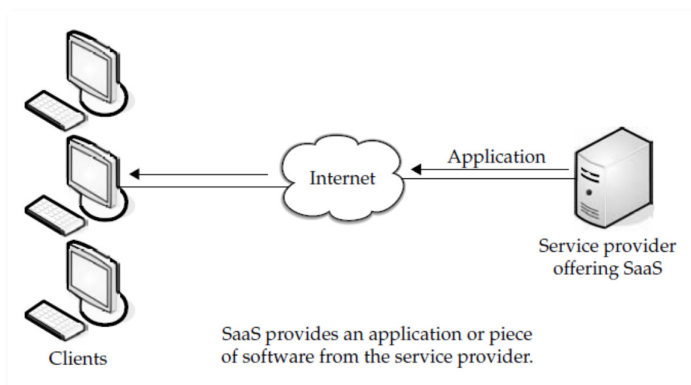 Application
Internet
Service provider
offering SaaS
Clients
SaaS provides an application or piece
of software from the service provider.